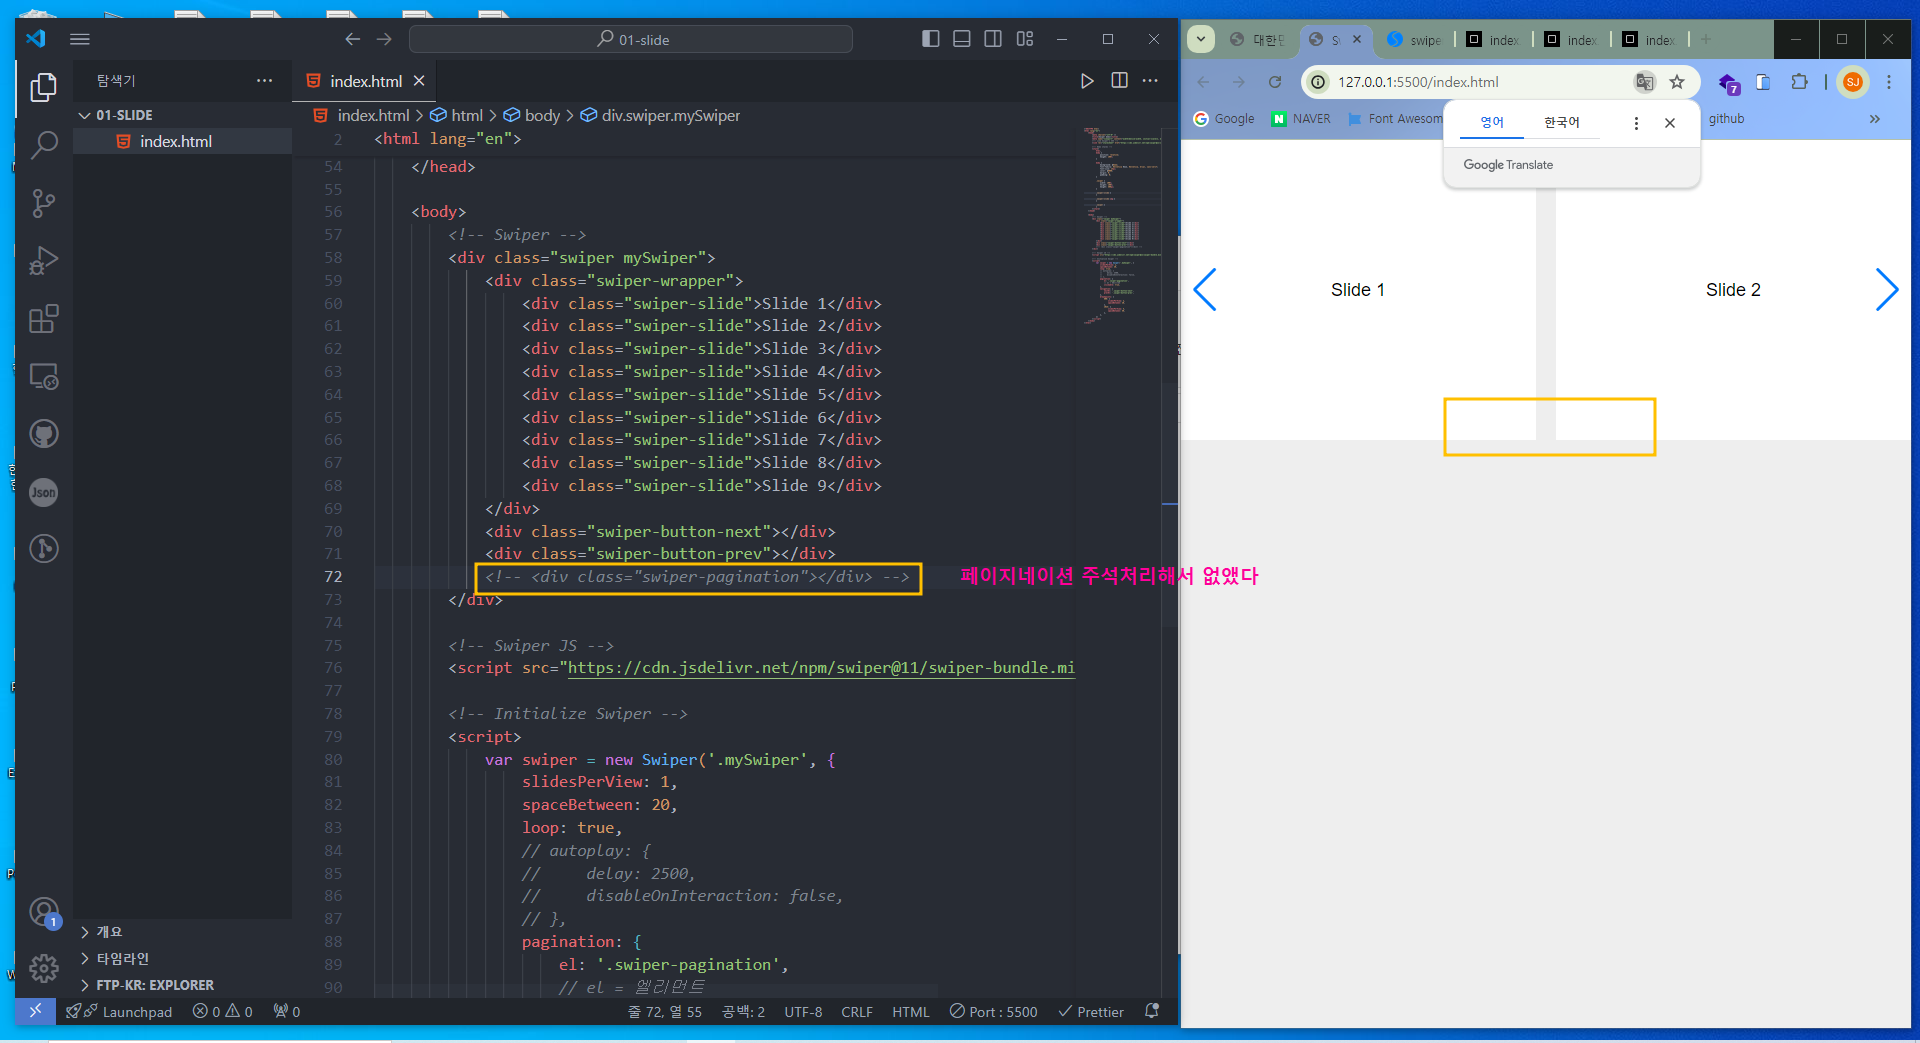 01-slide
탐색기
index.html
01-SLIDE
index.html
index.html > html > body > div.swiper.mySwiper
2 <html lang="en">
54 </head>
55
56 <body>
57 <!-- Swiper -->
58 <div class="swiper mySwiper">
59 <div class="swiper-wrapper">
60 <div class="swiper-slide">Slide 1</div>
61 <div class="swiper-slide">Slide 2</div>
62 <div class="swiper-slide">Slide 3</div>
63 <div class="swiper-slide">Slide 4</div>
64 <div class="swiper-slide">Slide 5</div>
65 <div class="swiper-slide">Slide 6</div>
66 <div class="swiper-slide">Slide 7</div>
67 <div class="swiper-slide">Slide 8</div>
68 <div class="swiper-slide">Slide 9</div>
69 </div>
70 <div class="swiper-button-next"></div>
71 <div class="swiper-button-prev"></div>
72 <!-- <div class="swiper-pagination"></div> -->
페이지네이션 주석처리해서 없앴다
73 </div>
74
75 <!-- Swiper JS -->
76 <script src="https://cdn.jsdelivr.net/npm/swiper@11/swiper-bundle.mi
77
78 <!-- Initialize Swiper -->
79 <script>
80 var swiper = new Swiper('.mySwiper', {
81 slidesPerView: 1,
82 spaceBetween: 20,
83 loop: true,
84 // autoplay: {
85 // delay: 2500,
86 // disableOnInteraction: false,
87 // },
88 pagination: {
89 el: '.swiper-pagination',
90 // el = 엘리먼트
Json
1
개요
타임라인
FTP-KR: EXPLORER
Launchpad
0 0
0
줄 72, 열 55
공백: 2
UTF-8
CRLF
HTML
Port : 5500
Prettier
대한민
swipe
index
index
index
127.0.0.1:5500/index.html
7
SJ
Google
NAVER
Font Awesom
github
영어
한국어
Google Translate
Slide 1
Slide 2